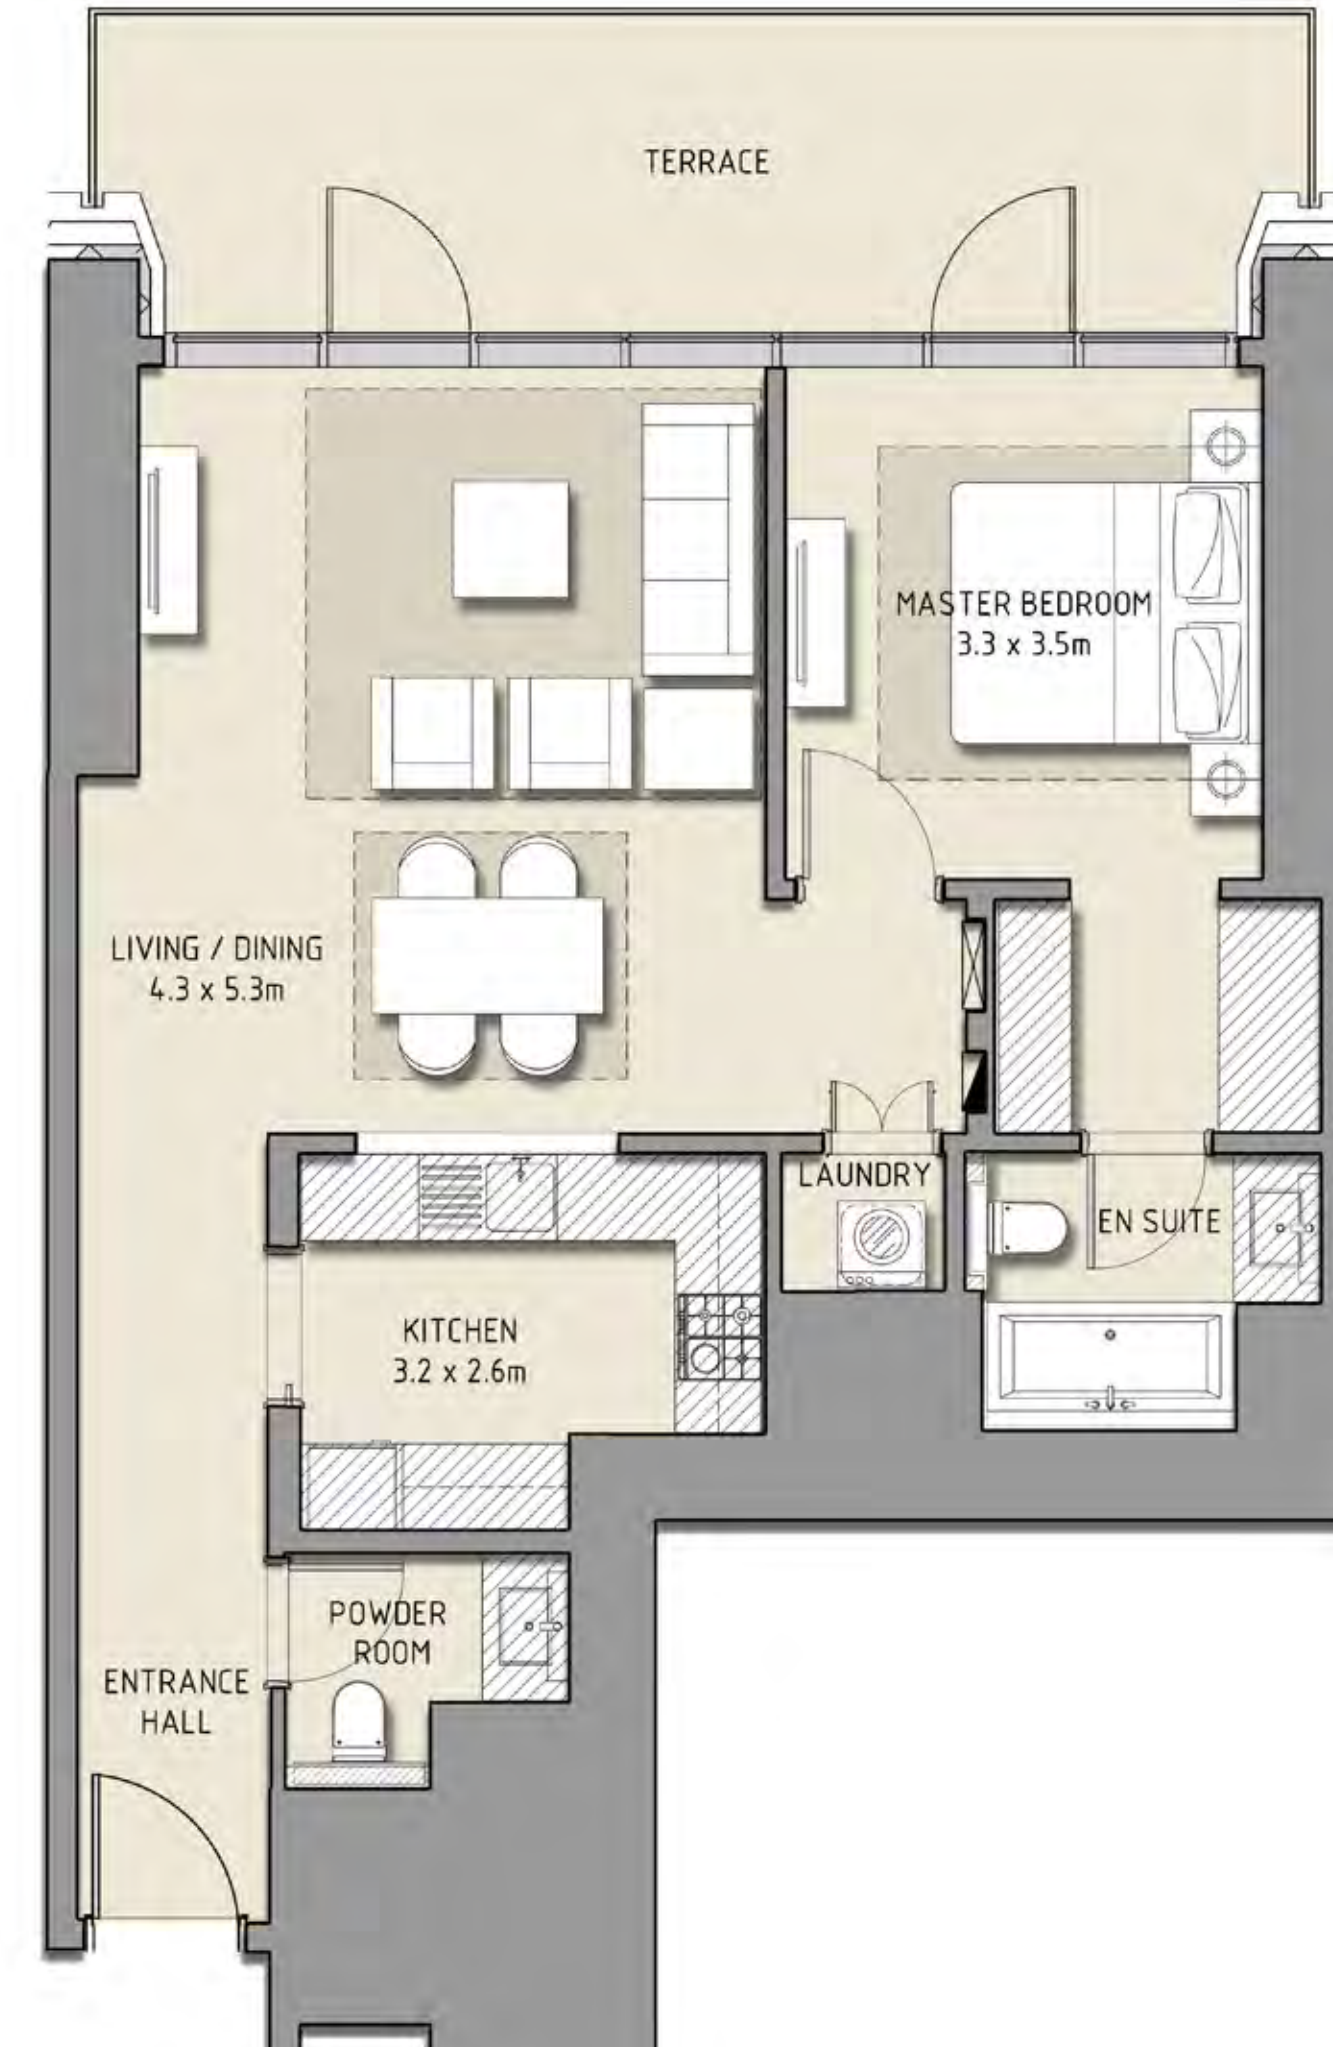 TERRACE
MASTER BEDROOM
3.3 x 3.5m
LIVING / DINING
4.3 x 5.3m
LAUNDRY
EN SUITE
KITCHEN
3.2 x 2.6m
POWDER
ROOM
ENTRANCE
HALL